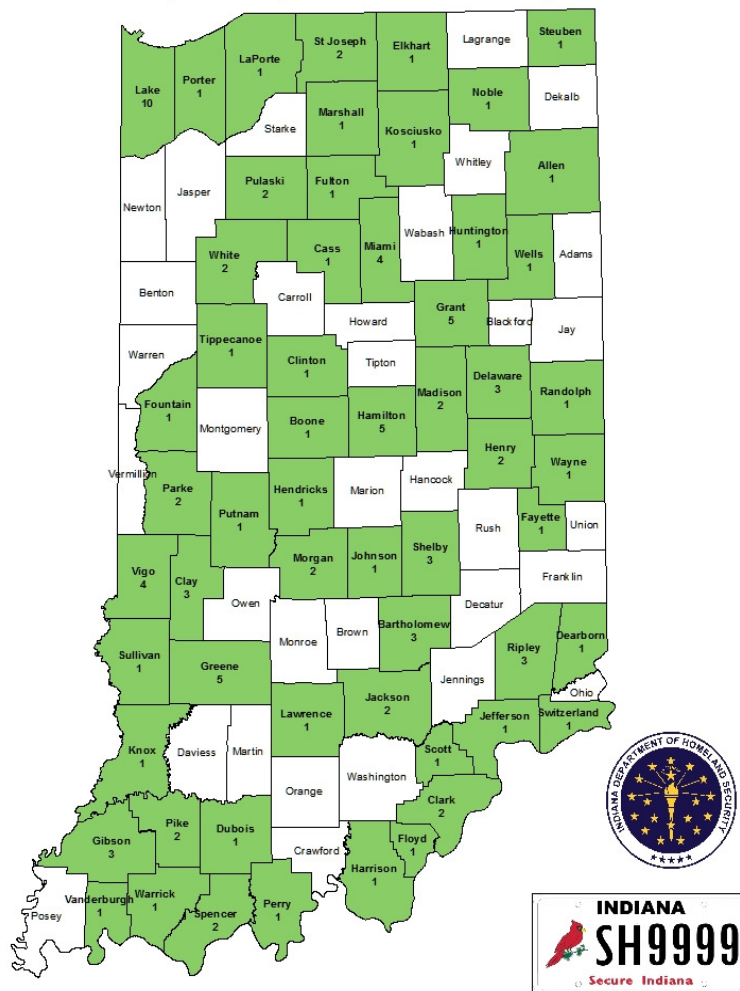 St Joseph
2
Elkhart
1
Lagrange
Steuben
1
LaPorte
1
Lake
10
Porter
1
Noble
1
Dekalb
Starke
Marshall
1
Kosciusko
1
Whitley
Allen
1
Newton
Jasper
Pulaski
2
Fulton
1
White
2
Cass
1
Miami
4
Wabash
Huntington
1
Wells
1
Adams
Benton
Carroll
Howard
Grant
5
Blackford
Jay
Warren
Tippecanoe
1
Clinton
1
Tipton
Madison
2
Delaware
3
Randolph
1
Fountain
1
Montgomery
Boone
1
Hamilton
5
Henry
2
Wayne
1
Vermillion
Parke
2
Putnam
1
Hendricks
1
Marion
Hancock
Rush
Fayette
1
Union
Vigo
4
Clay
3
Morgan
2
Johnson
1
Shelby
3
Franklin
Owen
Monroe
Brown
Bartholomew
3
Decatur
Ripley
3
Dearborn
1
Sullivan
1
Greene
5
Jennings
Ohio
Lawrence
1
Jackson
2
Jefferson
1
Switzerland
1
Knox
1
Daviess
Martin
Orange
Washington
Scott
1
Clark
2
Pike
2
Dubois
1
Gibson
3
Crawford
Floyd
1
Harrison
1
Posey
Vanderburgh
1
Warrick
1
Spencer
2
Perry
1
INDIANA DEPARTMENT OF HOMELAND SECURITY
INDIANA
SH9999
Secure Indiana